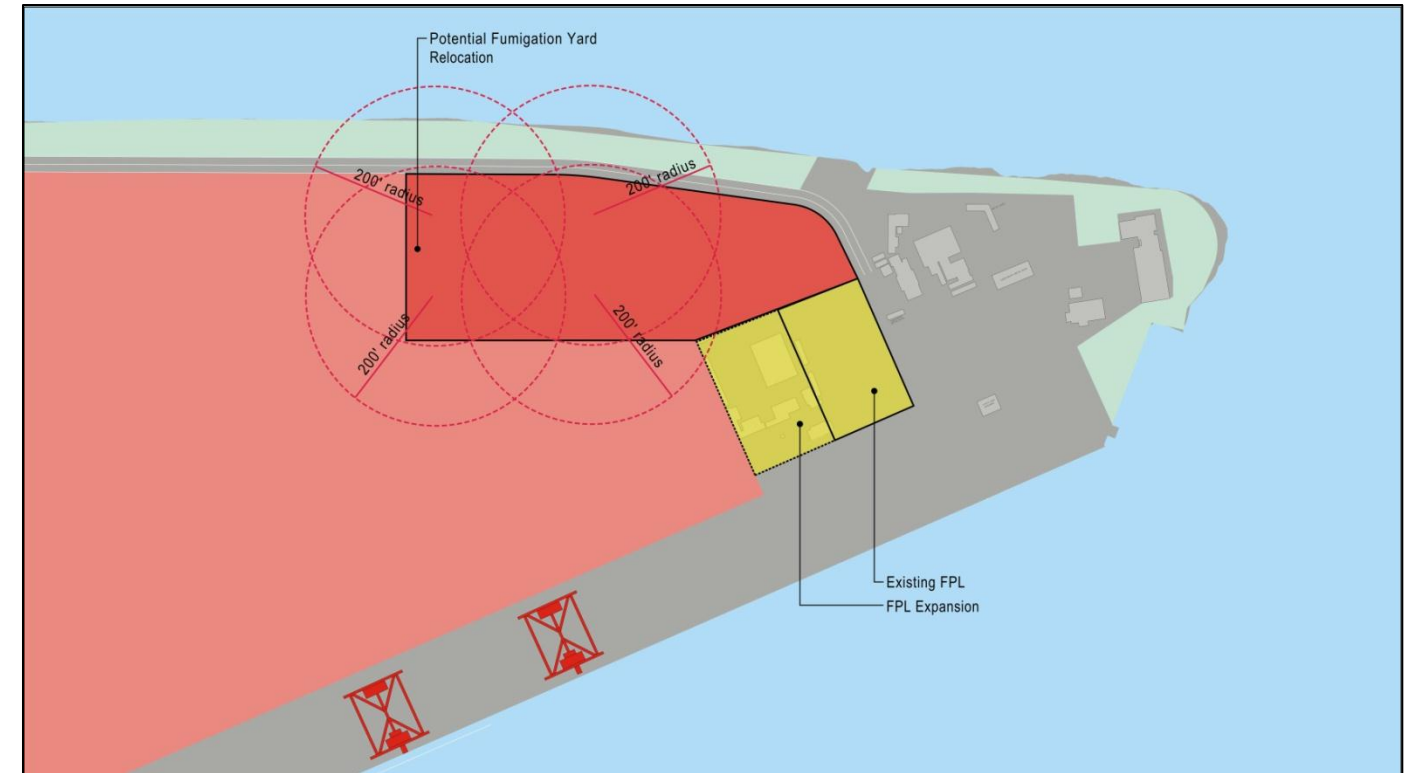 Potential Fumigation Yard
Relocation
200' radius
200' radius
200' radius
200' radius
Existing FPL
FPL Expansion